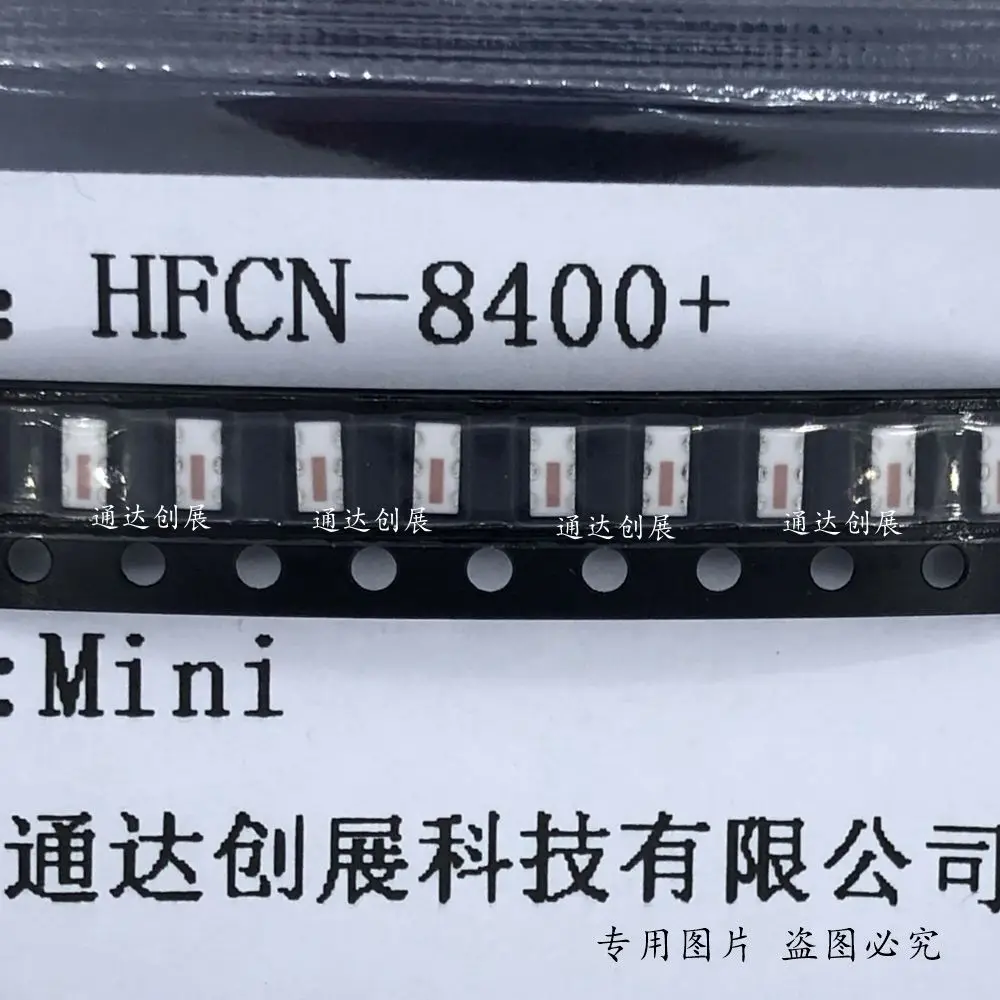 : HFCN-8400+
通达创展 通达创展 通达创展 通达创展
:Mini
通达创展科技有限公司
专用图片 盗图必究